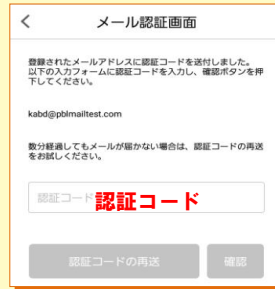 メール認証画面
登録されたメールアドレスに認証コードを送付しました。
以下の入力フォームに認証コードを入力し、確認ボタンを押
下してください。
kabd@pblmailtest.com
数分経過してもメールが届かない場合は、認証コードの再送
をお試しください。
認証コード
認証コード
認証コードの再送 確認